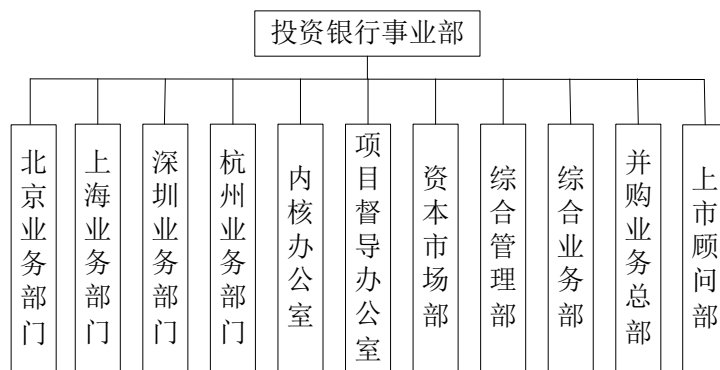 投资银行事业部
北京业务部门
上海业务部门
深圳业务部门
杭州业务部门
内核办公室
项目督导办公室
资本市场部
综合管理部
综合业务部
并购业务总部
上市顾问部